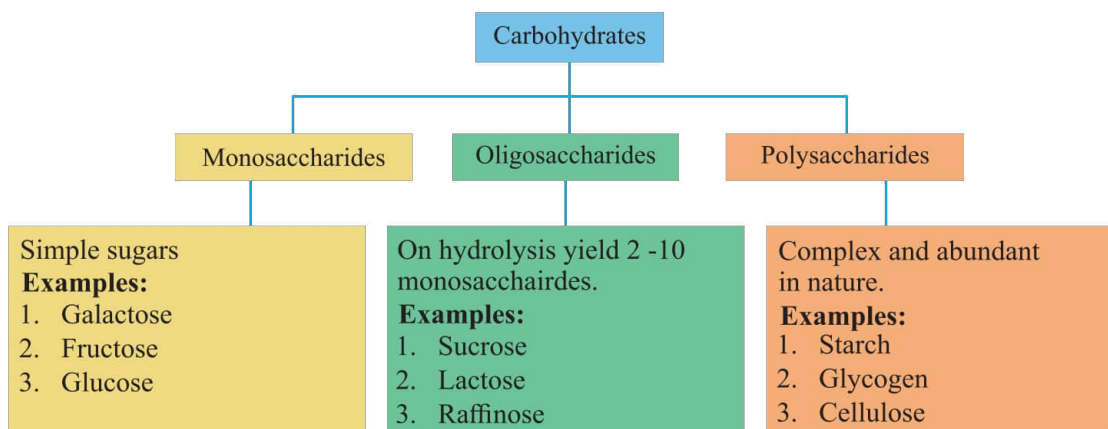 Carbohydrates
Monosaccharides
Oligosaccharides
Polysaccharides
Simple sugars
Examples:
1. Galactose
2. Fructose
3. Glucose
On hydrolysis yield 2 -10
monosacchairdes.
Examples:
1. Sucrose
2. Lactose
3. Raffinose
Complex and abundant
in nature.
Examples:
1. Starch
2. Glycogen
3. Cellulose